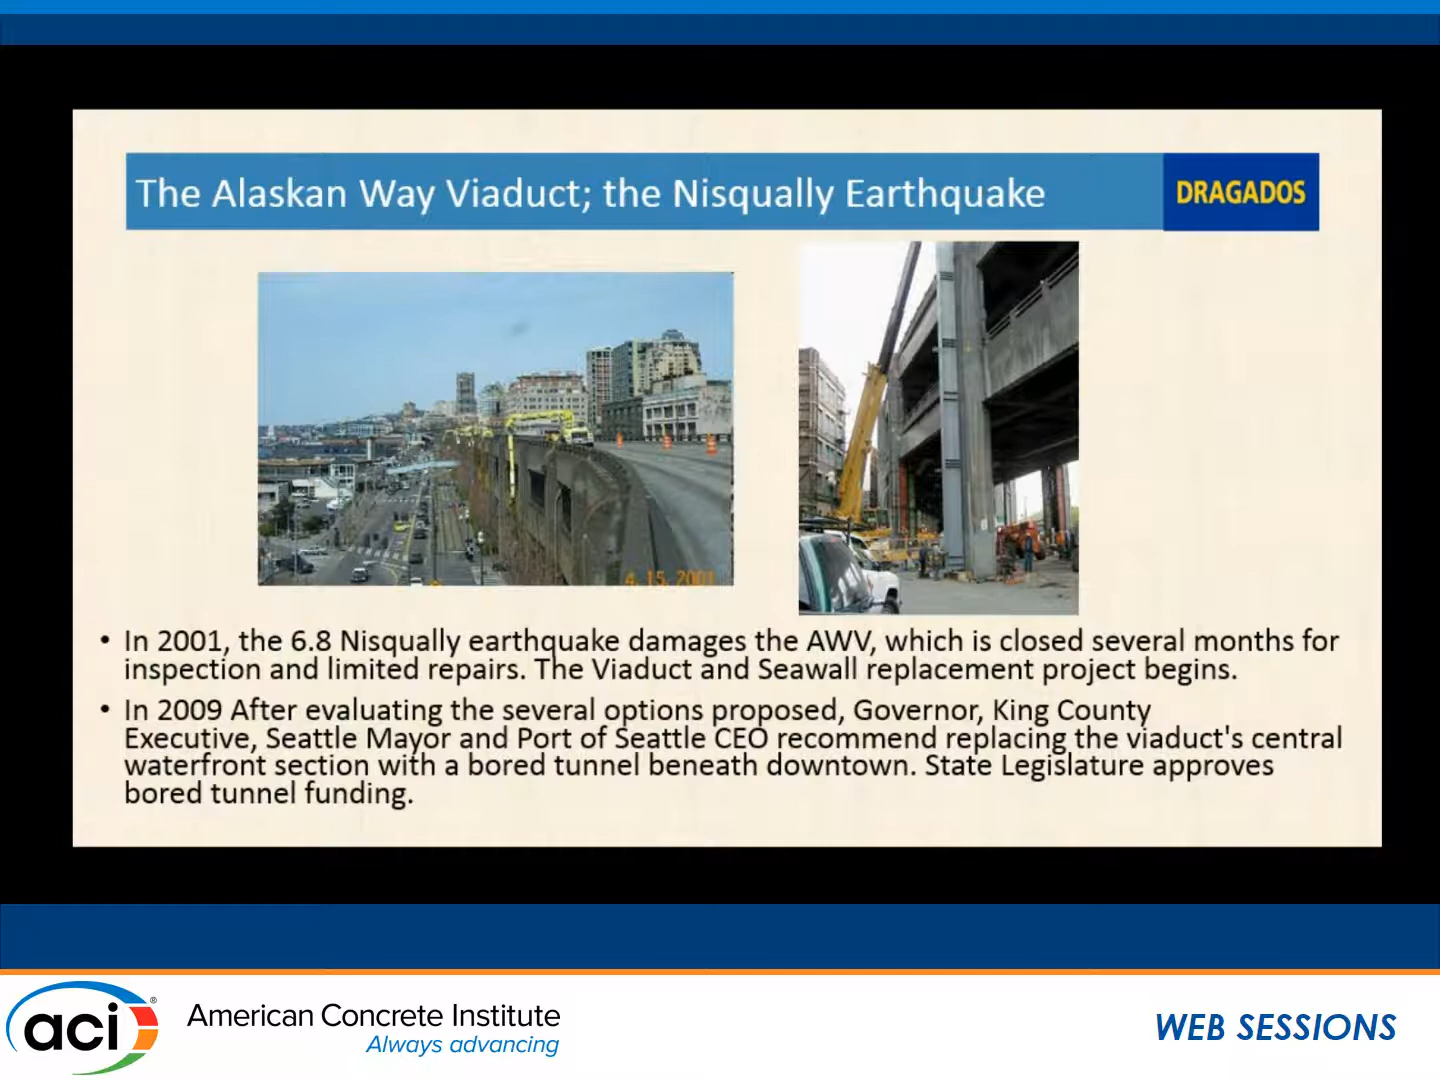 The Alaskan Way Viaduct; the Nisqually Earthquake
DRAGADOS
4. 15. 2001
• In 2001, the 6.8 Nisqually earthquake damages the AWV, which is closed several months for
inspection and limited repairs. The Viaduct and Seawall replacement project begins.
• In 2009 After evaluating the several options proposed, Governor, King County
Executive, Seattle Mayor and Port of Seattle CEO recommend replacing the viaduct's central
waterfront section with a bored tunnel beneath downtown. State Legislature approves
bored tunnel funding.
aci®
American Concrete Institute
Always advancing
WEB SESSIONS